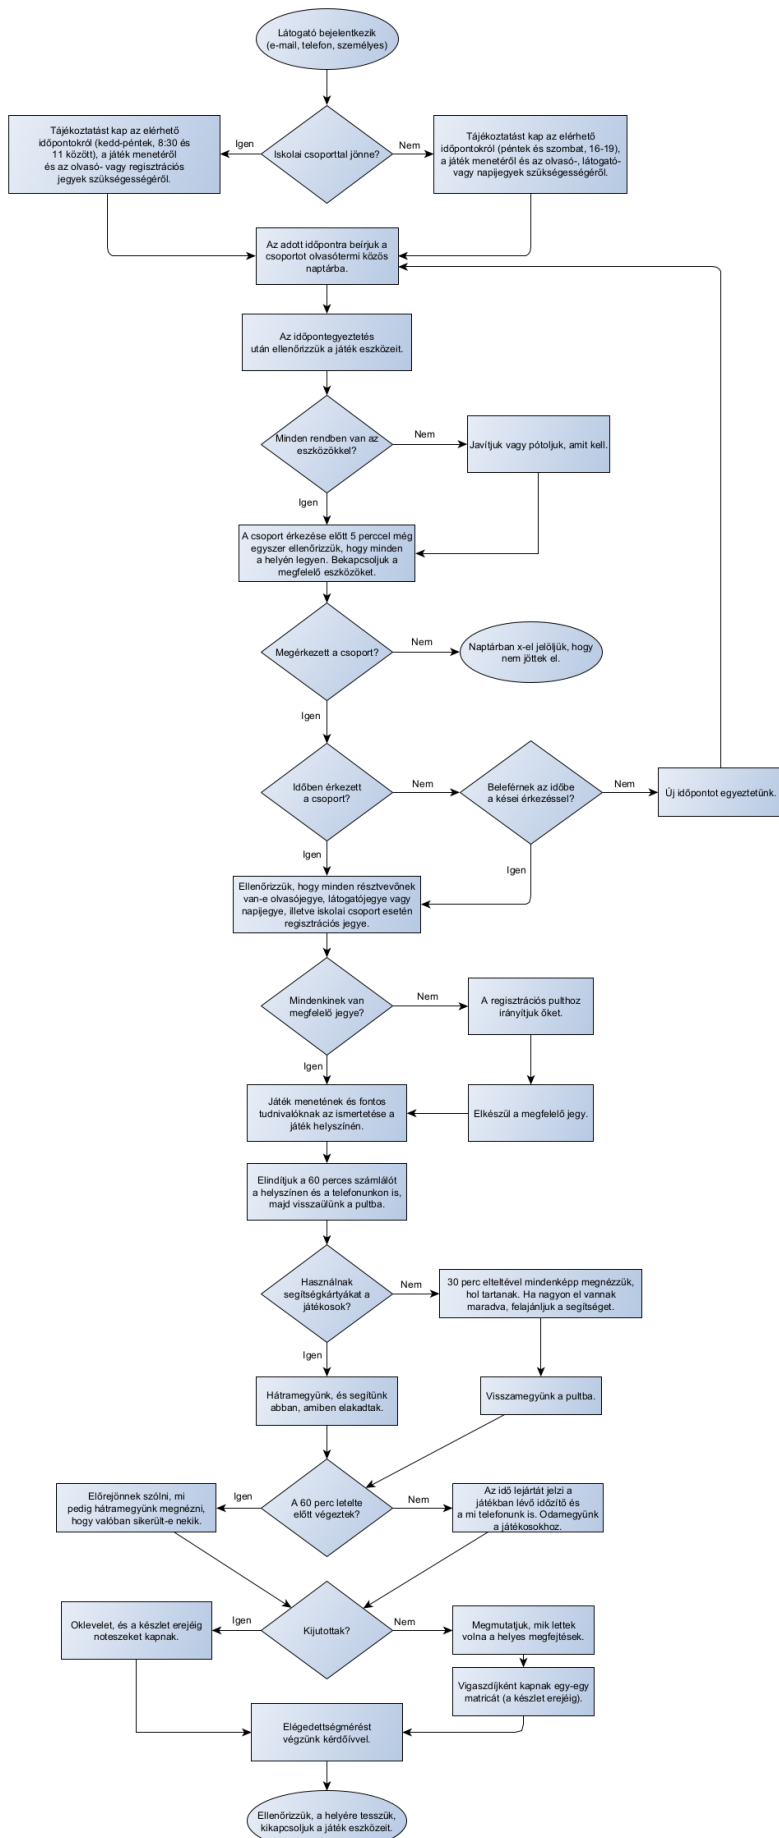 Látogató bejelentkezik
(e-mail, telefon, személyes)
Iskolai csoporttal jönne?
Igen
Nem
Tájékoztatást kap az elérhető
időpontokról (kedd-péntek, 8:30 és
11 között), a játék menetéről
és az olvasó- vagy regisztrációs
jegyek szükségességéről.
Tájékoztatást kap az elérhető
időpontokról (péntek és szombat, 16-19),
a játék menetéről és az olvasó-, látogató-
vagy napijegyek szükségességéről.
Az adott időpontra beírjuk a
csoportot olvasótermi közös
naptárba.
Az időpontegyeztetés
után ellenőrizzük a játék eszközeit.
Minden rendben van az
eszközökkel?
Nem
Javítjuk vagy pótoljuk, amit kell.
Igen
A csoport érkezése előtt 5 perccel még
egyszer ellenőrizzük, hogy minden
a helyén legyen. Bekapcsoljuk a
megfelelő eszközöket.
Megérkezett a csoport?
Nem
Naptárban x-el jelöljük, hogy
nem jöttek el.
Igen
Időben érkezett
a csoport?
Nem
Beleférnek az időbe
a kései érkezéssel?
Nem
Új időpontot egyeztetünk.
Igen
Igen
Ellenőrizzük, hogy minden résztvevőnek
van-e olvasójegye, látogatójegye vagy
napijegye, illetve iskolai csoport esetén
regisztrációs jegye.
Mindenkinek van
megfelelő jegye?
Nem
A regisztrációs pulthoz
irányítjuk őket.
Igen
Elkészül a megfelelő jegy.
Játék menetének és fontos
tudnivalóknak az ismertetése a
játék helyszínén.
Elindítjuk a 60 perces számlálót
a helyszínen és a telefonunkon is,
majd visszaülünk a pultba.
Használnak
segítségkártyákat a
játékosok?
Nem
30 perc elteltével mindenképp megnézzük,
hol tartanak. Ha nagyon el vannak
maradva, felajánljuk a segítséget.
Igen
Hátramegyünk, és segítünk
abban, amiben elakadtak.
Visszamegyünk a pultba.
A 60 perc letelte
előtt végeztek?
Igen
Előrejönnek szólni, mi
pedig hátramegyünk megnézni,
hogy valóban sikerült-e nekik.
Nem
Az idő lejártát jelzi a
játékban lévő időzítő és
a mi telefonunk is. Odamegyünk
a játékosokhoz.
Kijutottak?
Igen
Oklevelet, és a készlet erejéig
noteszeket kapnak.
Nem
Megmutatjuk, mik lettek
volna a helyes megfejtések.
Vigaszdíjként kapnak egy-egy
matricát (a készlet erejéig).
Elégedettségmérést
végzünk kérdőívvel.
Ellenőrizzük, a helyére tesszük,
kikapcsoljuk a játék eszközeit.